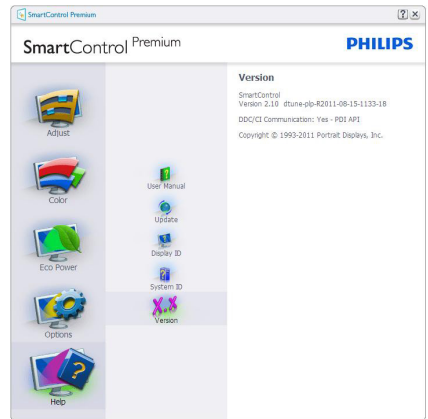 SmartControl Premium
SmartControl Premium
PHILIPS
Adjust
Color
Eco Power
Options
Help
User Manual
Update
Display ID
System ID
X.X
Version
Version
SmartControl
Version 2.10 dtune-plp-R2011-08-15-1133-18
DDC/CI Communication: Yes - PDI API
Copyright © 1993-2011 Portrait Displays, Inc.